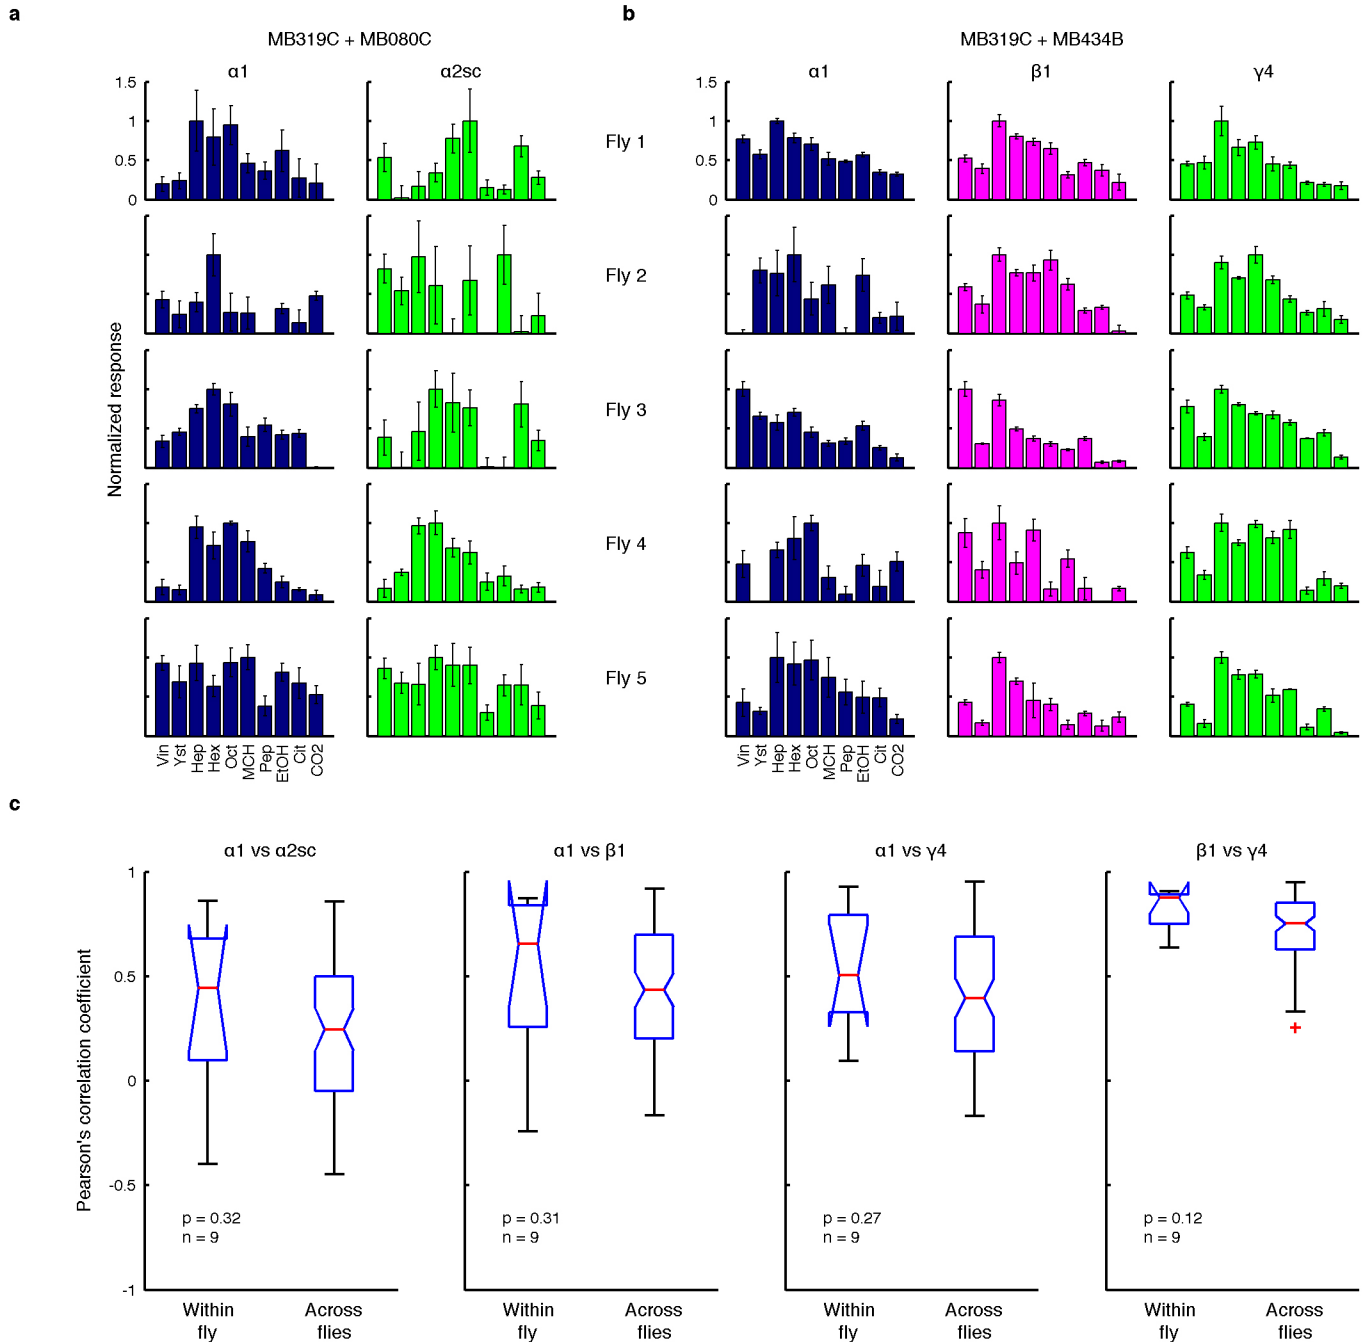 a
MB319C + MB080C
α1
α2sc
b
MB319C + MB434B
α1
β1
γ4
1.5
1
0.5
0
1.5
1
0.5
0
Fly 1
Fly 2
Fly 3
Fly 4
Fly 5
Normalized response
Vin
Yst
Hep
Hex
Oct
MCH
Pep
EtOH
Cit
CO2
Vin
Yst
Hep
Hex
Oct
MCH
Pep
EtOH
Cit
CO2
c
α1 vs α2sc
α1 vs β1
α1 vs γ4
β1 vs γ4
Pearson's correlation coefficient
1
0.5
0
-0.5
-1
p = 0.32
n = 9
p = 0.31
n = 9
p = 0.27
n = 9
p = 0.12
n = 9
Within
fly
Across
flies
Within
fly
Across
flies
Within
fly
Across
flies
Within
fly
Across
flies